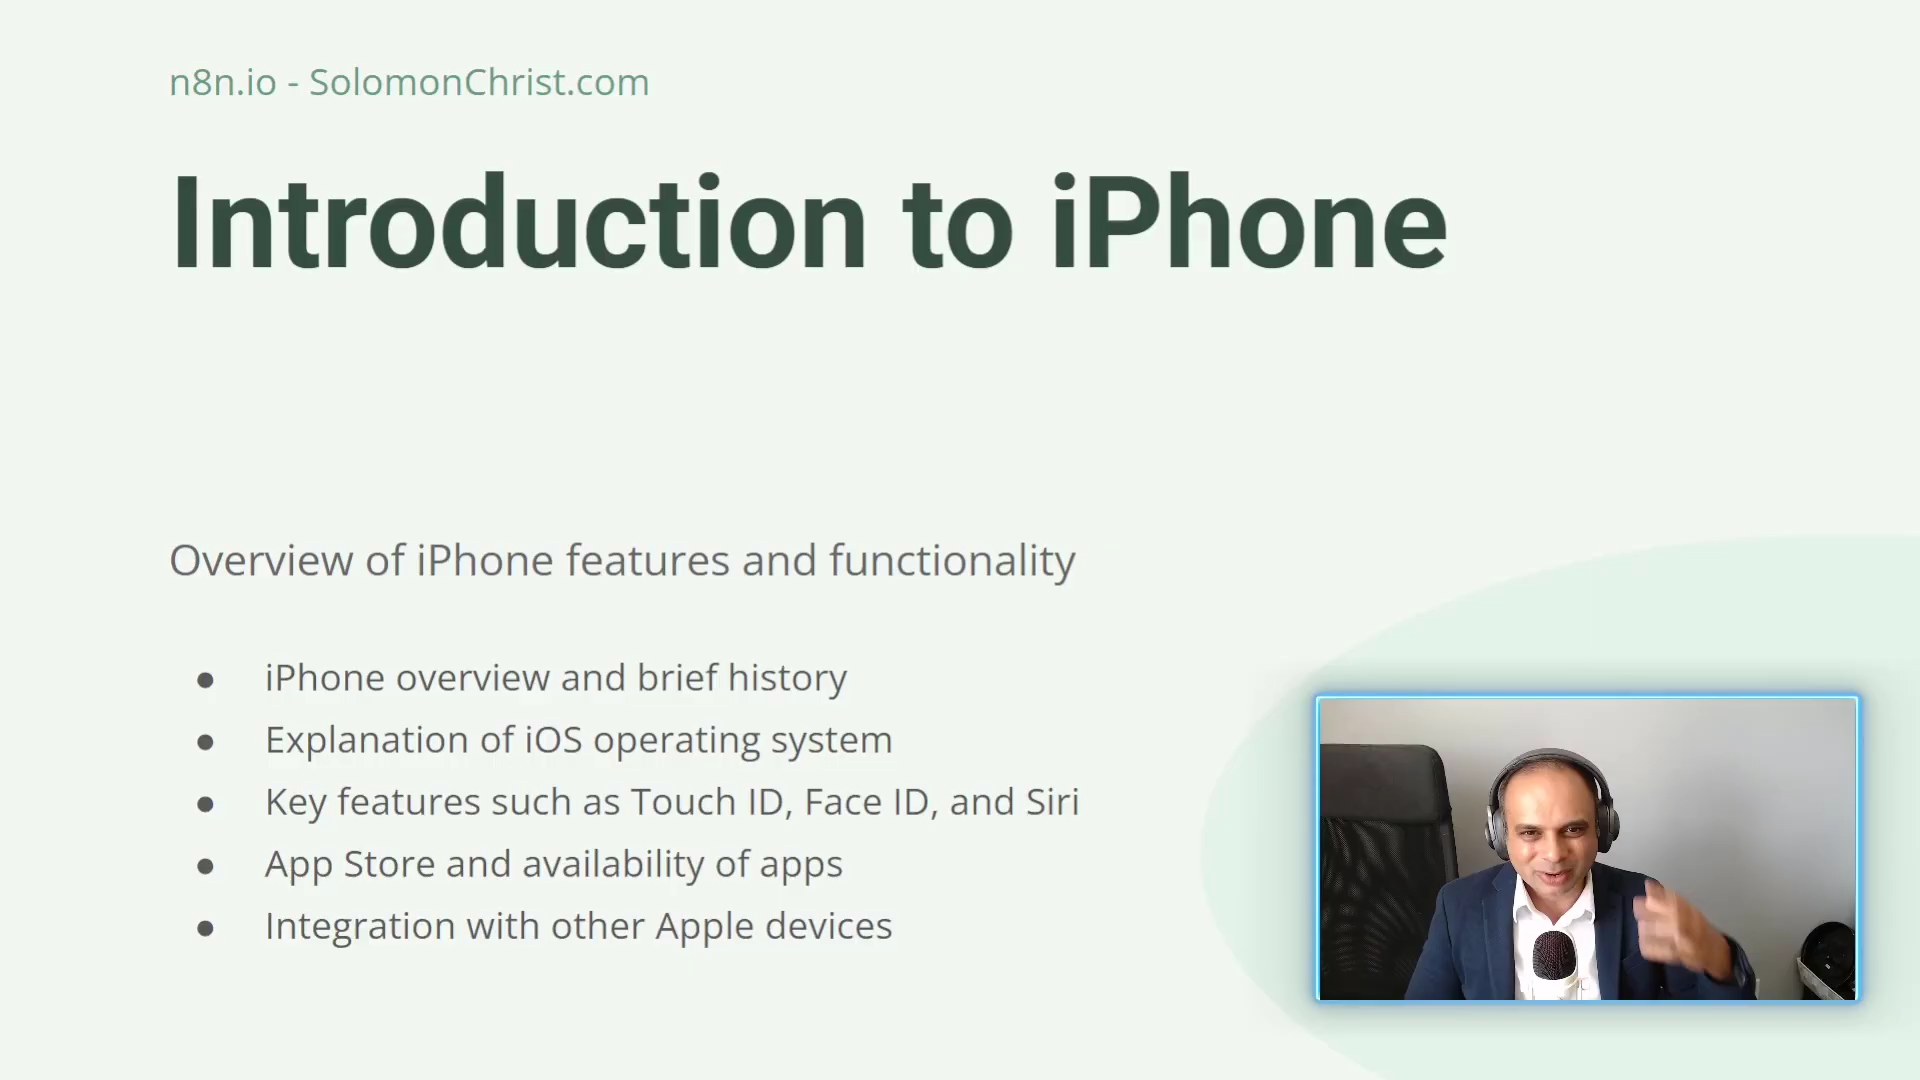 n8n.io - SolomonChrist.com
Introduction to iPhone
Overview of iPhone features and functionality
● iPhone overview and brief history
● Explanation of iOS operating system
● Key features such as Touch ID, Face ID, and Siri
● App Store and availability of apps
● Integration with other Apple devices